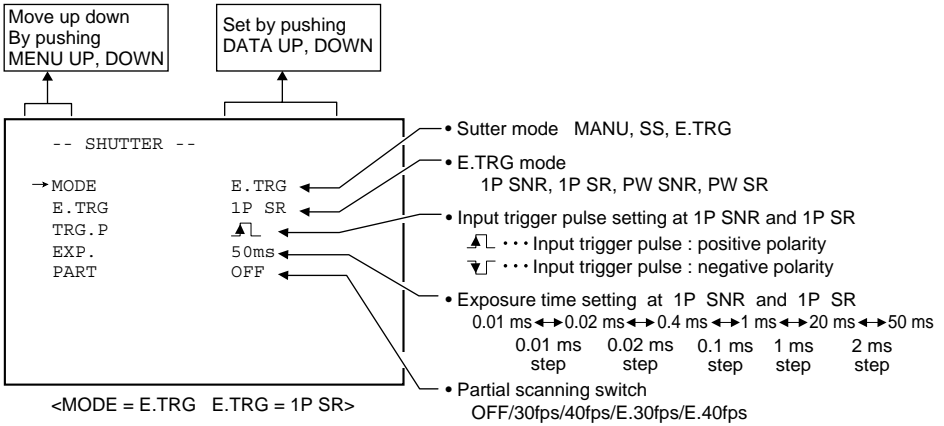 Move up down
By pushing
MENU UP, DOWN
Set by pushing
DATA UP, DOWN
-- SHUTTER --
→MODE E.TRG
E.TRG 1P SR
TRG.P
EXP. 50ms
PART OFF
<MODE = E.TRG E.TRG = 1P SR>
• Sutter mode MANU, SS, E.TRG
• E.TRG mode
1P SNR, 1P SR, PW SNR, PW SR
• Input trigger pulse setting at 1P SNR and 1P SR
··· Input trigger pulse : positive polarity
··· Input trigger pulse : negative polarity
• Exposure time setting at 1P SNR and 1P SR
0.01 ms↔0.02 ms↔0.4 ms↔1 ms↔20 ms↔50 ms
0.01 ms 0.02 ms 0.1 ms 1 ms 2 ms
step step step step step
• Partial scanning switch
OFF/30fps/40fps/E.30fps/E.40fps